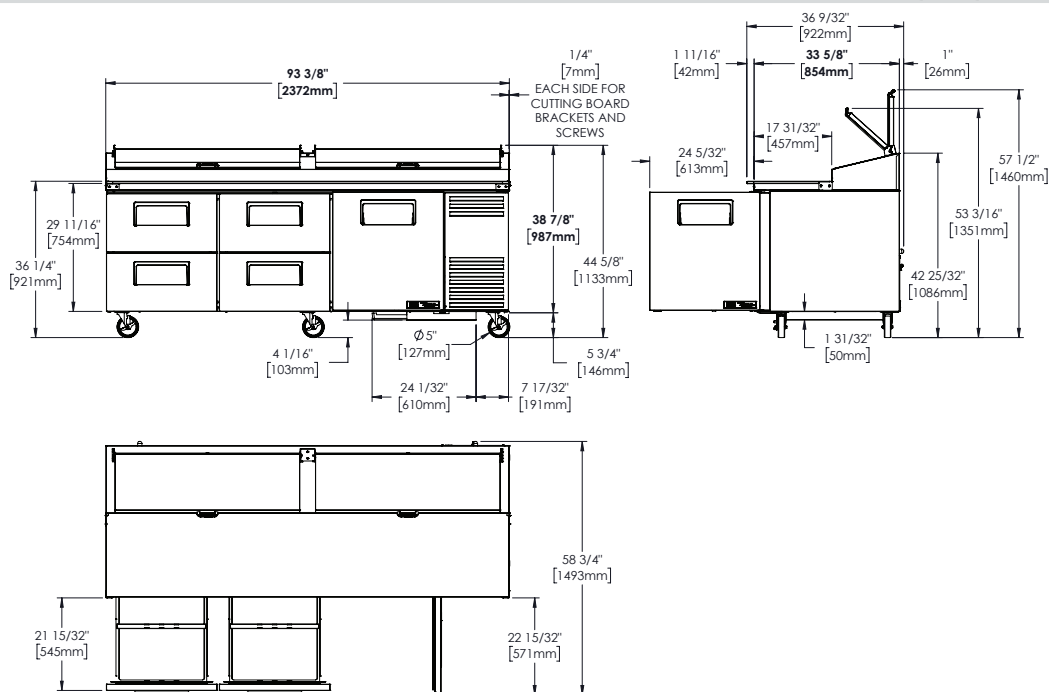 36 9/32"
[922mm]
1 11/16"
[42mm]
33 5/8"
[854mm]
1"
[26mm]
1/4"
[7mm]
EACH SIDE FOR
CUTTING BOARD
BRACKETS AND
SCREWS
93 3/8"
[2372mm]
17 31/32"
[457mm]
24 5/32"
[613mm]
57 1/2"
[1460mm]
53 3/16"
[1351mm]
42 25/32"
[1086mm]
1 31/32"
[50mm]
29 11/16"
[754mm]
36 1/4"
[921mm]
38 7/8"
[987mm]
44 5/8"
[1133mm]
4 1/16"
[103mm]
Ø 5"
[127mm]
5 3/4"
[146mm]
24 1/32"
[610mm]
7 17/32"
[191mm]
58 3/4"
[1493mm]
21 15/32"
[545mm]
22 15/32"
[571mm]